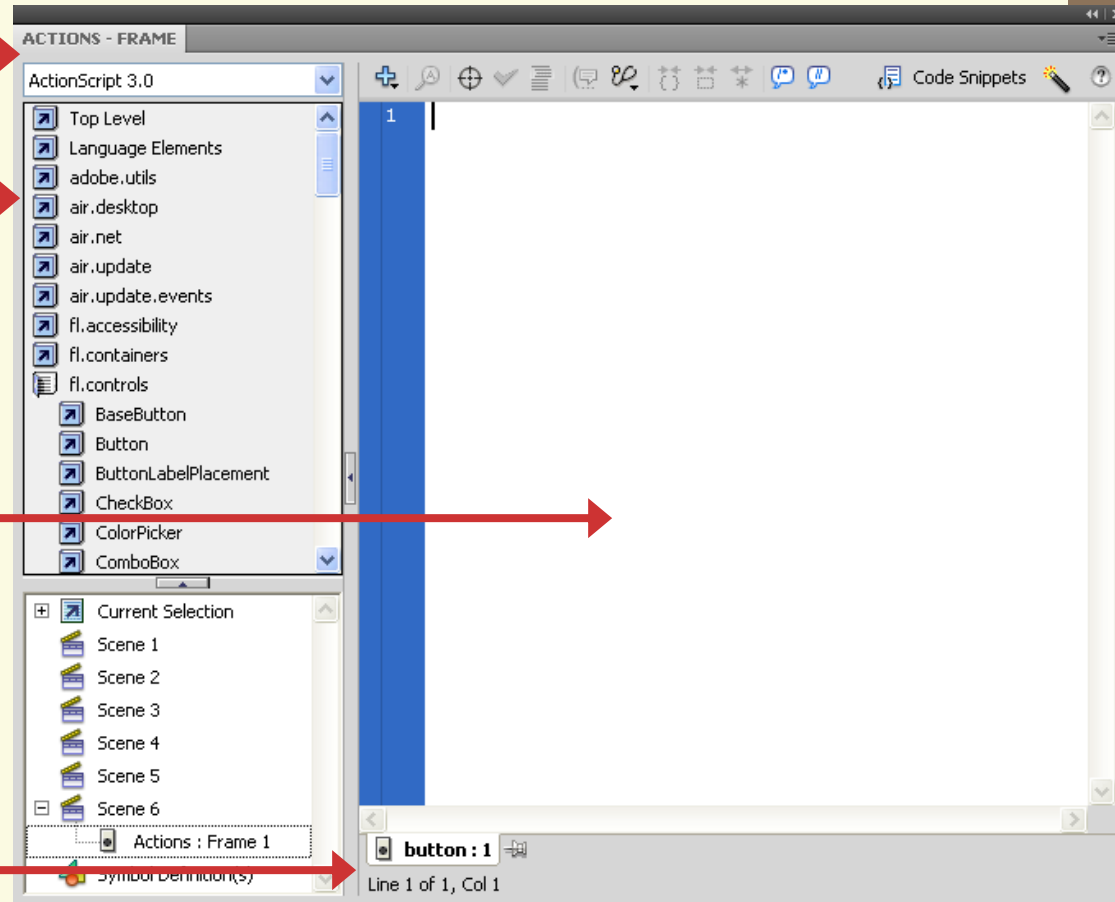 ACTIONS - FRAME
ActionScript 3.0
Code Snippets
Top Level
Language Elements
adobe.utils
air.desktop
air.net
air.update
air.update.events
fl.accessibility
fl.containers
fl.controls
BaseButton
Button
ButtonLabelPlacement
CheckBox
ColorPicker
ComboBox
Current Selection
Scene 1
Scene 2
Scene 3
Scene 4
Scene 5
Scene 6
Actions : Frame 1
Symbol Definition(s)
1
button : 1
Line 1 of 1, Col 1